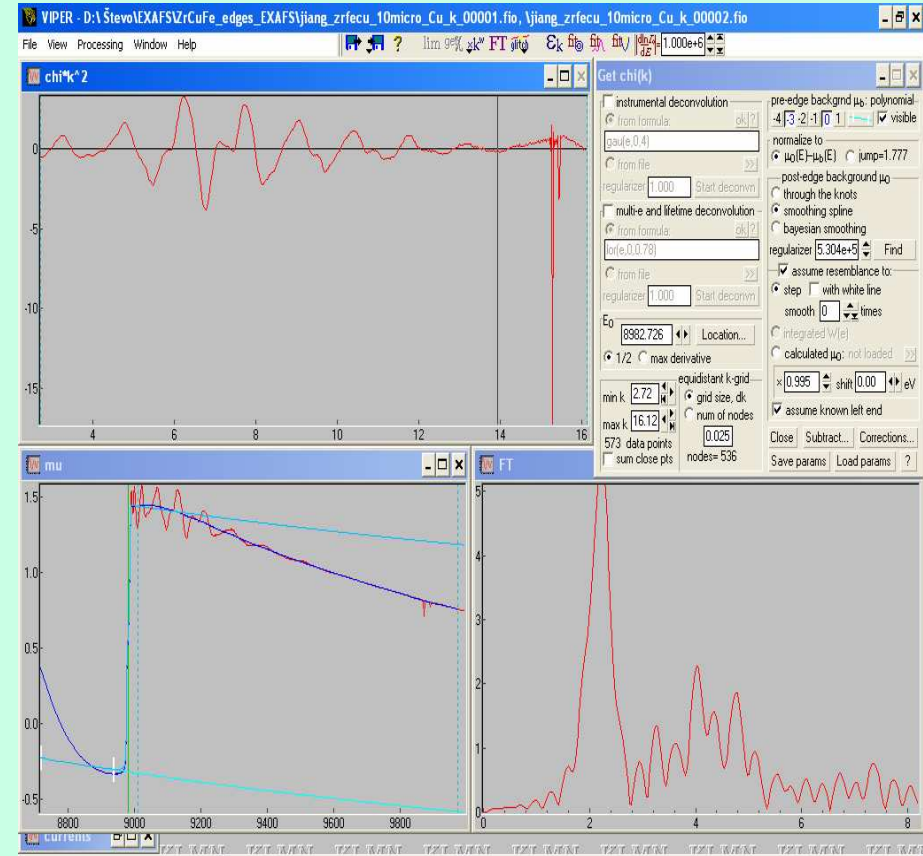 VIPER - D:\ Števo\EXAFS\ZrCuFe_edges_EXAFS\jiang_zrfecu_10micro_Cu_k_00001.fio, \jiang_zrfecu_10micro_Cu_k_00002.fio
File View Processing Window Help
? lim χk^w FT εk fit fit fit 1.000e+6
chi*k^2
0
-5
-10
-15
4 6 8 10 12 14 16
Get chi(k)
instrumental deconvolution
from formula: ok ?
gau(e,0,4)
from file >>
regularizer 1.000 Start deconvn
multi-e and lifetime deconvolution
from formula: ok ?
lor(e,0,0.78)
from file >>
regularizer 1.000 Start deconvn
E0
8982.726 Location...
1/2 max derivative
min k 2.72
max k 16.12
573 data points
sum close pts
equidistant k-grid
grid size, dk
num of nodes
0.025
nodes= 536
pre-edge backgrnd μb: polynomial
-4 -3 -2 -1 0 1 visible
normalize to
μ0(E)-μb(E) jump=1.777
post-edge background μ0
through the knots
smoothing spline
bayesian smoothing
regularizer 5.304e+5 Find
assume resemblance to:
step with white line
smooth 0 times
integrated W(e)
calculated μ0: not loaded >>
× 0.995 shift 0.00 eV
assume known left end
Close Subtract... Corrections...
Save params Load params ?
mu
1.5
1.0
0.5
0.0
-0.5
8800 9000 9200 9400 9600 9800
FT
5
4
3
2
1
0
0 2 4 6 8
currents